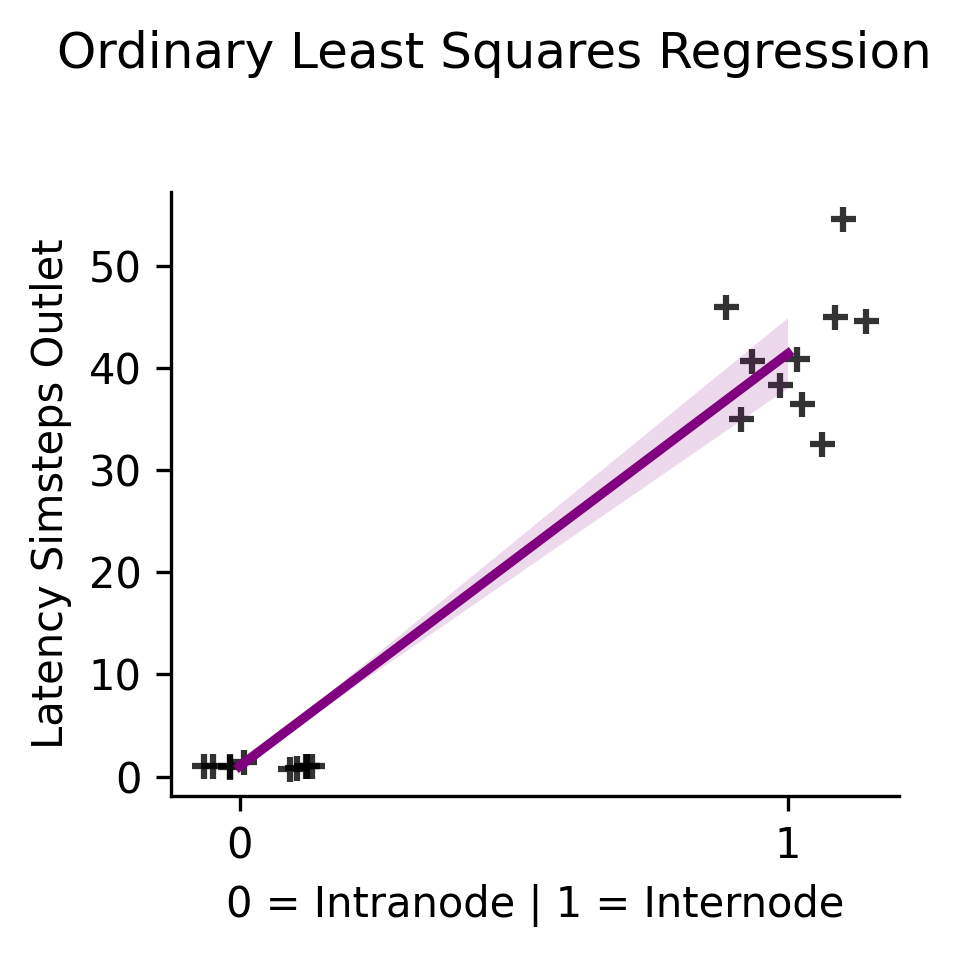 Ordinary Least Squares Regression
Latency Simsteps Outlet
50
40
30
20
10
0
0
1
0 = Intranode | 1 = Internode